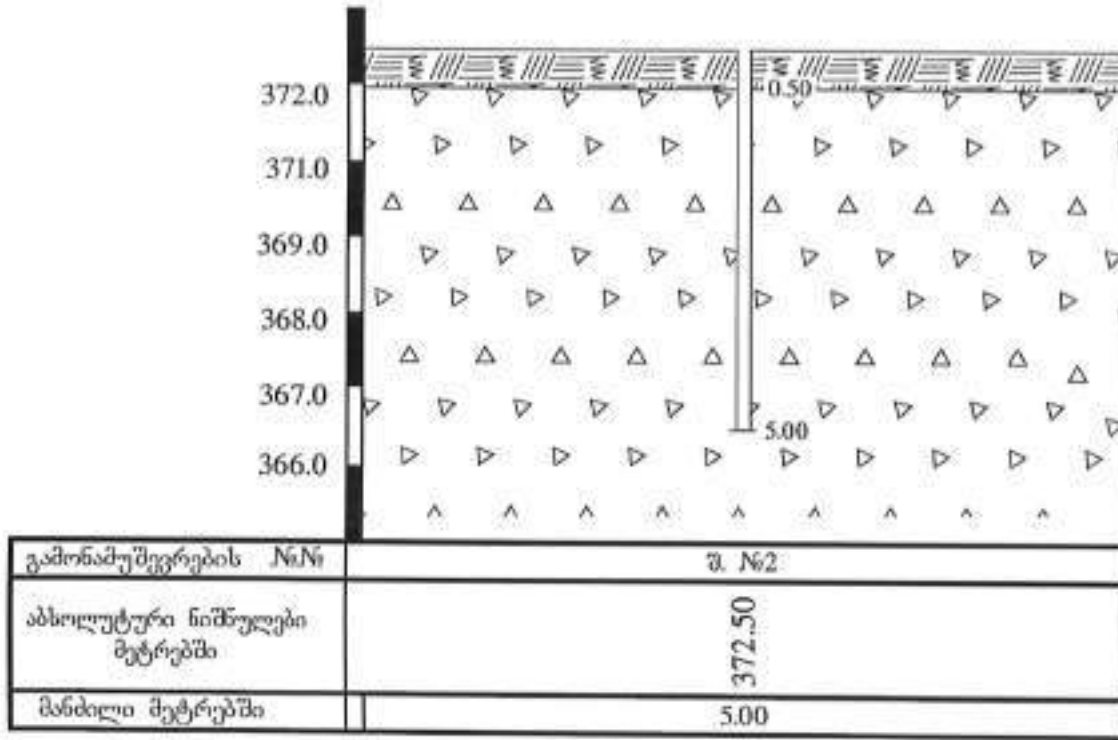 372.0
0.50
371.0
369.0
368.0
367.0
5.00
366.0
გამონამუშევრების №№
შ. №2
აბსოლუტური ნიშნულები
მეტრებში
372.50
მანძილი მეტრებში
5.00